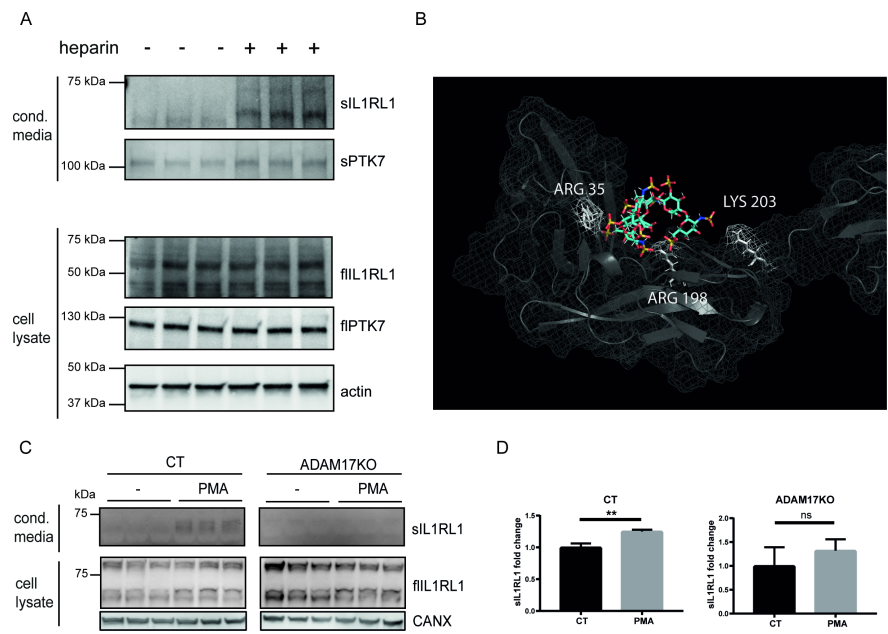 A
heparin - - - + + +
75 kDa
sIL1RL1
cond.
media
sPTK7
100 kDa
75 kDa
flIL1RL1
50 kDa
130 kDa
cell
lysate
flPTK7
50 kDa
actin
37 kDa
B
ARG 35
LYS 203
ARG 198
C
CT ADAM17KO
- PMA - PMA
kDa
75
cond.
media
sIL1RL1
75
cell
lysate
flIL1RL1
CANX
D
CT
**
sIL1RL1 fold change
1.5
1.0
0.5
0.0
CT PMA
ADAM17KO
ns
sIL1RL1 fold change
2.0
1.5
1.0
0.5
0.0
CT PMA